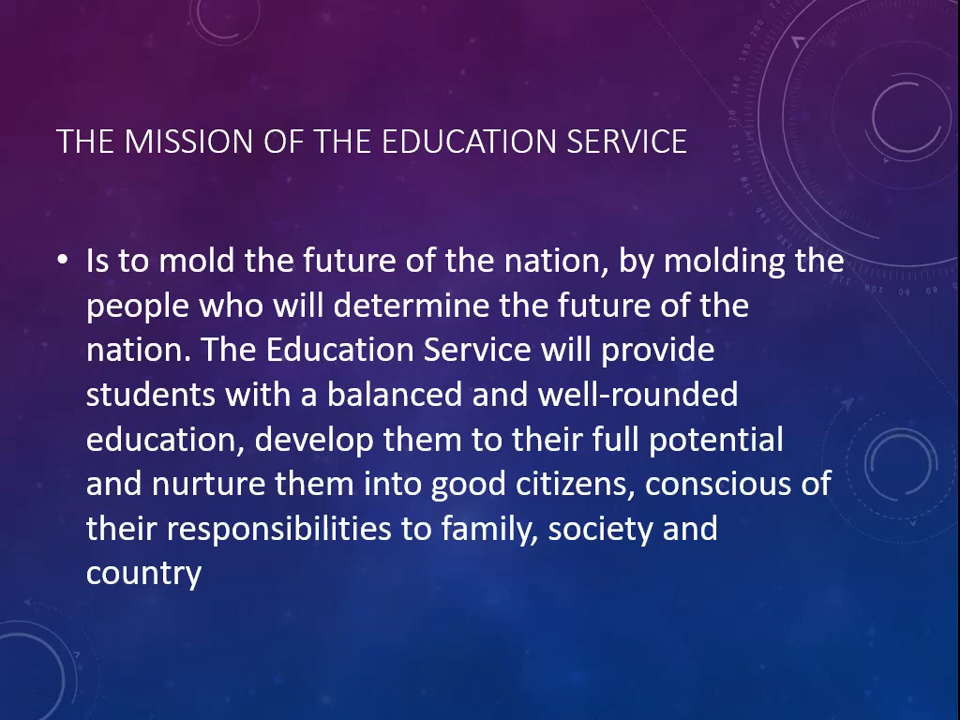 THE MISSION OF THE EDUCATION SERVICE
• Is to mold the future of the nation, by molding the
people who will determine the future of the
nation. The Education Service will provide
students with a balanced and well-rounded
education, develop them to their full potential
and nurture them into good citizens, conscious of
their responsibilities to family, society and
country